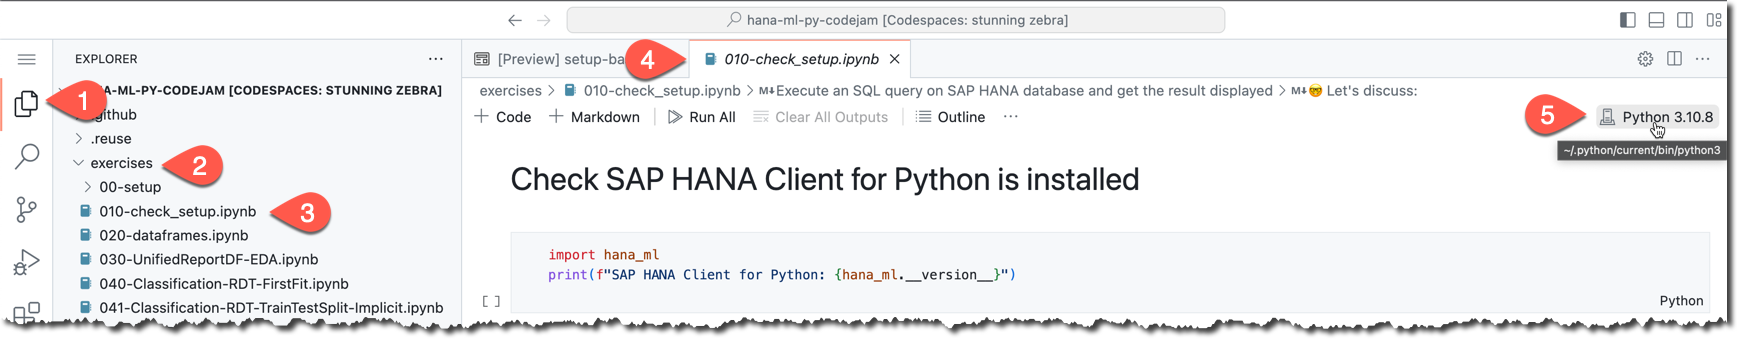 hana-ml-py-codejam [Codespaces: stunning zebra]
EXPLORER
[Preview] setup-ba
4
010-check_setup.ipynb
1
A-ML-PY-CODEJAM [CODESPACES: STUNNING ZEBRA]
github
.reuse
2
exercises
00-setup
3
010-check_setup.ipynb
020-dataframes.ipynb
030-UnifiedReportDF-EDA.ipynb
040-Classification-RDT-FirstFit.ipynb
041-Classification-RDT-TrainTestSplit-Implicit.ipynb
exercises > 010-check_setup.ipynb > M↓Execute an SQL query on SAP HANA database and get the result displayed > M↓🤓 Let's discuss:
+ Code + Markdown Run All Clear All Outputs Outline ...
5
Python 3.10.8
~/.python/current/bin/python3
Check SAP HANA Client for Python is installed
import hana_ml
print(f"SAP HANA Client for Python: {hana_ml.__version__}")
[ ]
Python